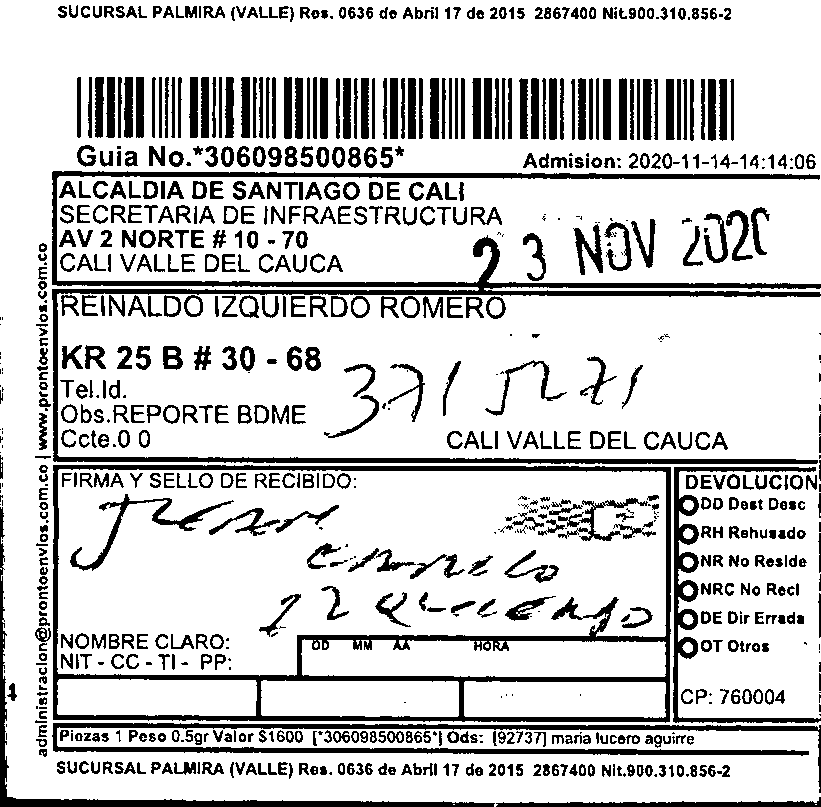 SUCURSAL PALMIRA (VALLE) Res. 0636 de Abril 17 de 2015 2867400 Nit.900.310.856-2
Guia No.*306098500865*
Admision: 2020-11-14-14:14:06
ALCALDIA DE SANTIAGO DE CALI
SECRETARIA DE INFRAESTRUCTURA
AV 2 NORTE # 10 - 70
CALI VALLE DEL CAUCA
23 NOV 2020
REINALDO IZQUIERDO ROMERO
KR 25 B # 30 - 68
Tel.Id.
Obs.REPORTE BDME
Ccte.0 0
3715271
CALI VALLE DEL CAUCA
FIRMA Y SELLO DE RECIBIDO:
Izquierdo
NOMBRE CLARO:
NIT - CC - TI - PP:
DD MM AA HORA
DEVOLUCION
DD Dest Desc
RH Rehusado
NR No Reside
NRC No Recl
DE Dir Errada
OT Otros
CP: 760004
Piezas 1 Peso 0.5gr Valor $1600 [*306098500865*] Ods: [92737] maria lucero aguirre
SUCURSAL PALMIRA (VALLE) Res. 0636 de Abril 17 de 2015 2867400 Nit.900.310.856-2
administracion@prontoenvios.com.co | www.prontoenvios.com.co
1